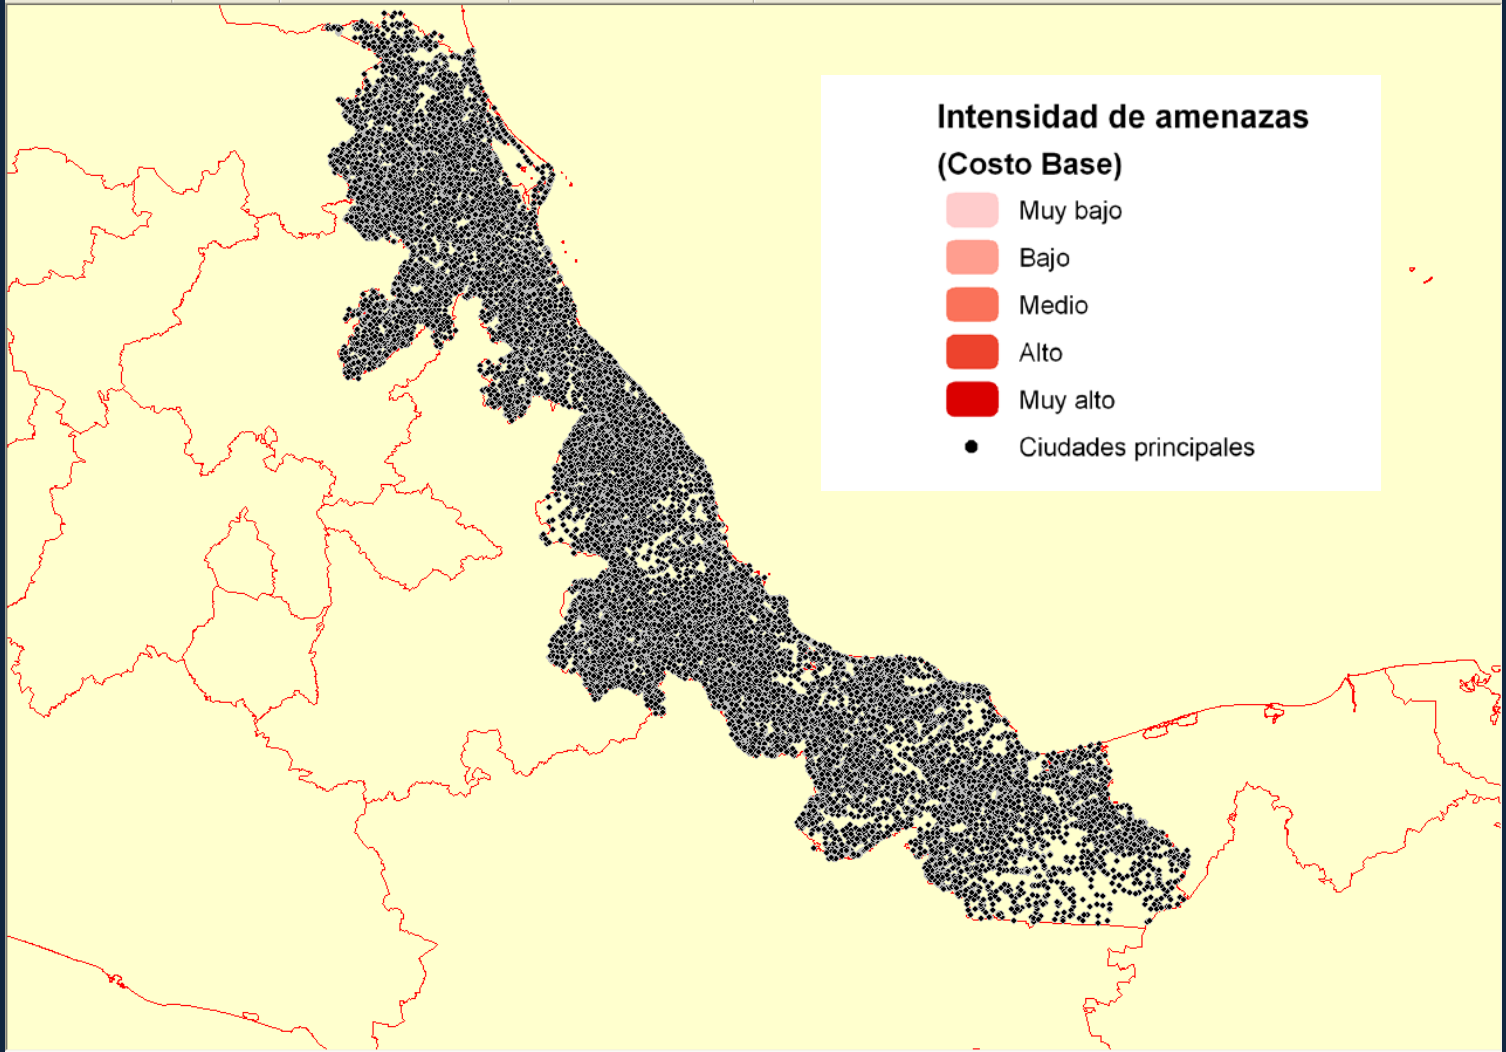 Intensidad de amenazas
(Costo Base)
Muy bajo
Bajo
Medio
Alto
Muy alto
Ciudades principales